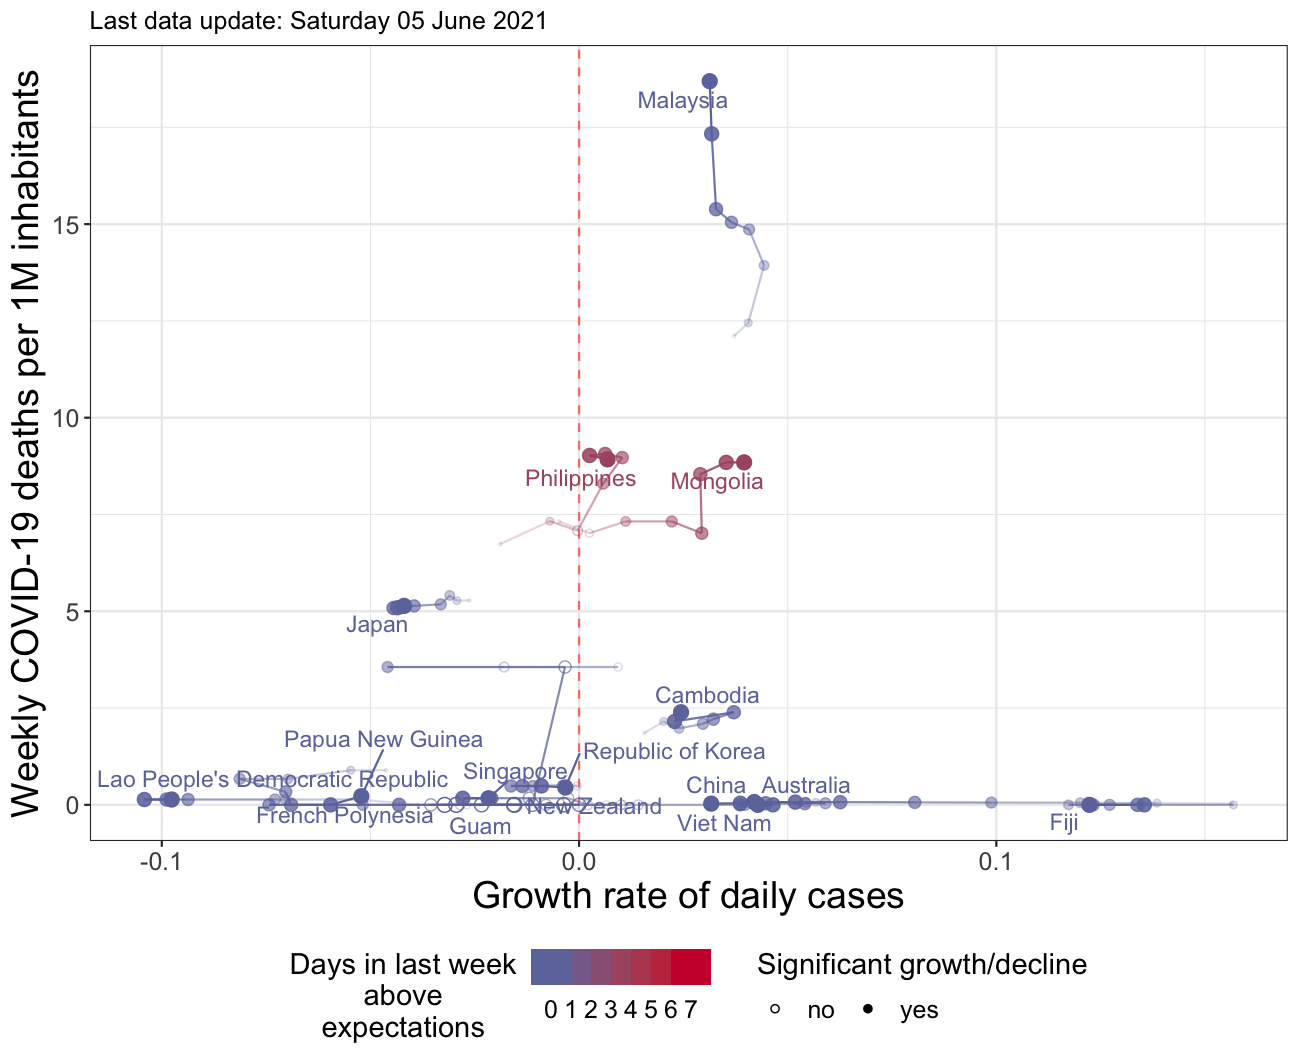 Last data update: Saturday 05 June 2021
Weekly COVID-19 deaths per 1M inhabitants
15
10
5
0
Malaysia
Philippines
Mongolia
Japan
Cambodia
Papua New Guinea
Republic of Korea
Lao People's Democratic Republic
Singapore
China
Australia
French Polynesia
New Zealand
Guam
Viet Nam
Fiji
-0.1
0.0
0.1
Growth rate of daily cases
Days in last week
above
expectations
0 1 2 3 4 5 6 7
Significant growth/decline
no
yes